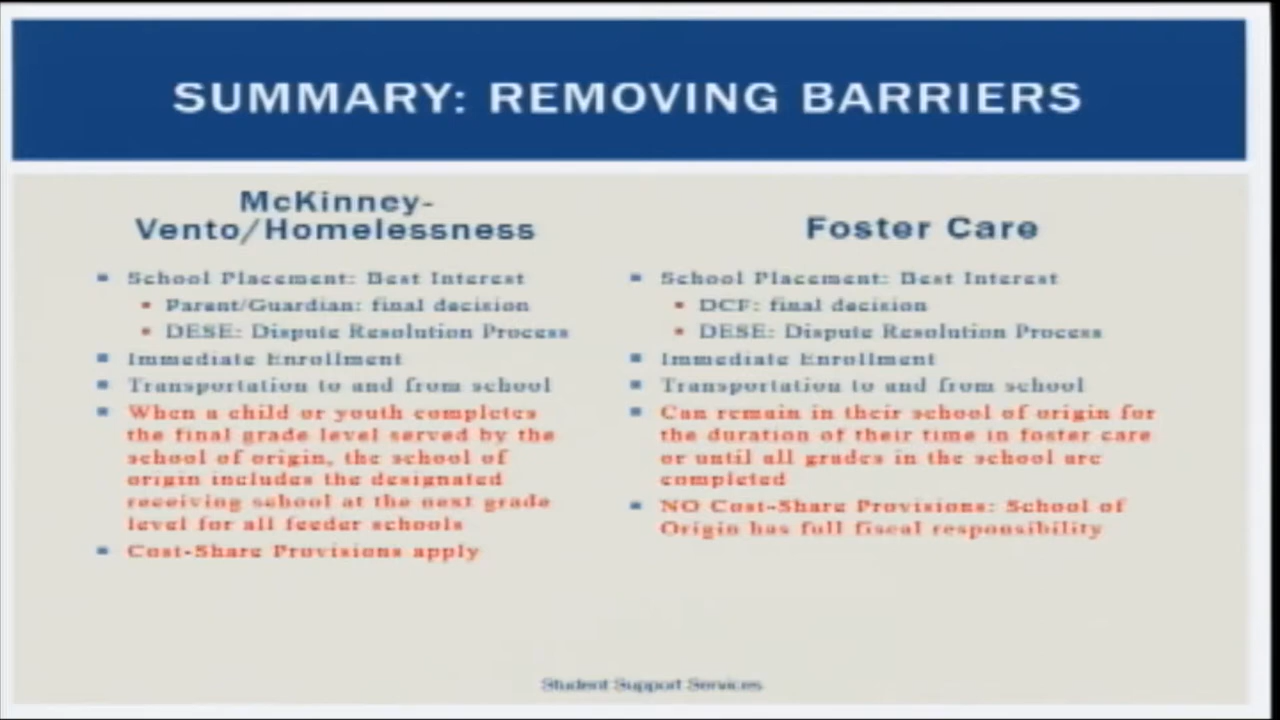 SUMMARY: REMOVING BARRIERS
McKinney-
Vento/Homelessness
School Placement: Best Interest
Parent/Guardian: final decision
DESE: Dispute Resolution Process
Immediate Enrollment
Transportation to and from school
When a child or youth completes
the final grade level served by the
school of origin, the school of
origin includes the designated
receiving school at the next grade
level for all feeder schools
Cost-Share Provisions apply
Foster Care
School Placement: Best Interest
DCF: final decision
DESE: Dispute Resolution Process
Immediate Enrollment
Transportation to and from school
Can remain in their school of origin for
the duration of their time in foster care
or until all grades in the school are
completed
NO Cost-Share Provisions: School of
Origin has full fiscal responsibility
Student Support Services